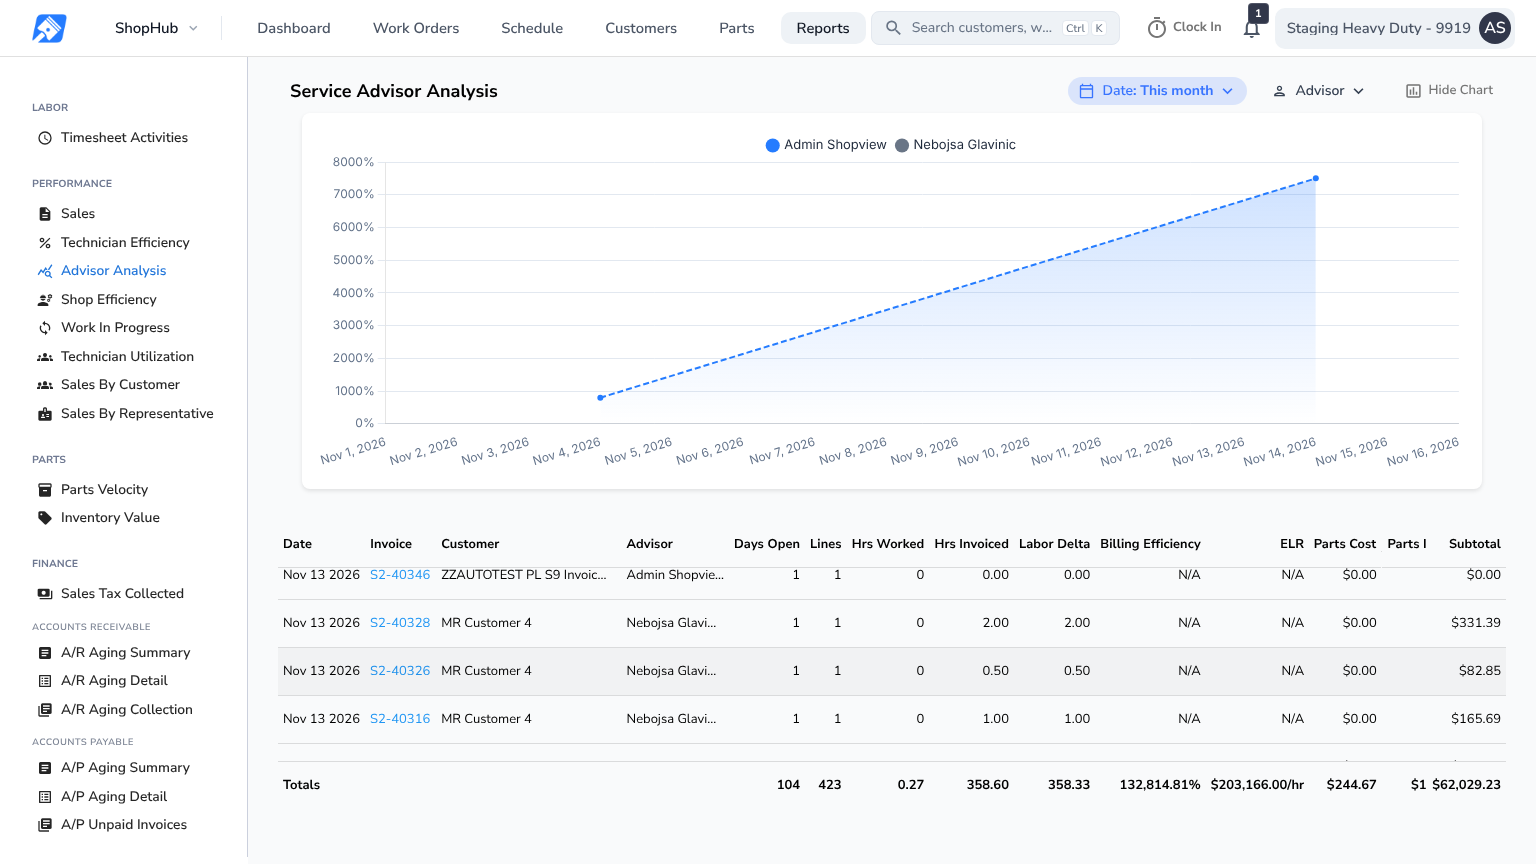 ShopHub
Dashboard
Work Orders
Schedule
Customers
Parts
Reports
Search customers, w... Ctrl K
Clock In
1
Staging Heavy Duty - 9919 AS
LABOR
Timesheet Activities
PERFORMANCE
Sales
Technician Efficiency
Advisor Analysis
Shop Efficiency
Work In Progress
Technician Utilization
Sales By Customer
Sales By Representative
PARTS
Parts Velocity
Inventory Value
FINANCE
Sales Tax Collected
ACCOUNTS RECEIVABLE
A/R Aging Summary
A/R Aging Detail
A/R Aging Collection
ACCOUNTS PAYABLE
A/P Aging Summary
A/P Aging Detail
A/P Unpaid Invoices
Service Advisor Analysis
Date: This month
Advisor
Hide Chart
Admin Shopview Nebojsa Glavinic
8000%
7000%
6000%
5000%
4000%
3000%
2000%
1000%
0%
Nov 1, 2026 Nov 2, 2026 Nov 3, 2026 Nov 4, 2026 Nov 5, 2026 Nov 6, 2026 Nov 7, 2026 Nov 8, 2026 Nov 9, 2026 Nov 10, 2026 Nov 11, 2026 Nov 12, 2026 Nov 13, 2026 Nov 14, 2026 Nov 15, 2026 Nov 16, 2026
Date Invoice Customer Advisor Days Open Lines Hrs Worked Hrs Invoiced Labor Delta Billing Efficiency ELR Parts Cost Parts I Subtotal
Nov 13 2026 S2-40346 ZZAUTOTEST PL S9 Invoic... Admin Shopvie... 1 1 0 0.00 0.00 N/A N/A $0.00 $0.00
Nov 13 2026 S2-40328 MR Customer 4 Nebojsa Glavi... 1 1 0 2.00 2.00 N/A N/A $0.00 $331.39
Nov 13 2026 S2-40326 MR Customer 4 Nebojsa Glavi... 1 1 0 0.50 0.50 N/A N/A $0.00 $82.85
Nov 13 2026 S2-40316 MR Customer 4 Nebojsa Glavi... 1 1 0 1.00 1.00 N/A N/A $0.00 $165.69
Totals 104 423 0.27 358.60 358.33 132,814.81% $203,166.00/hr $244.67 $1 $62,029.23